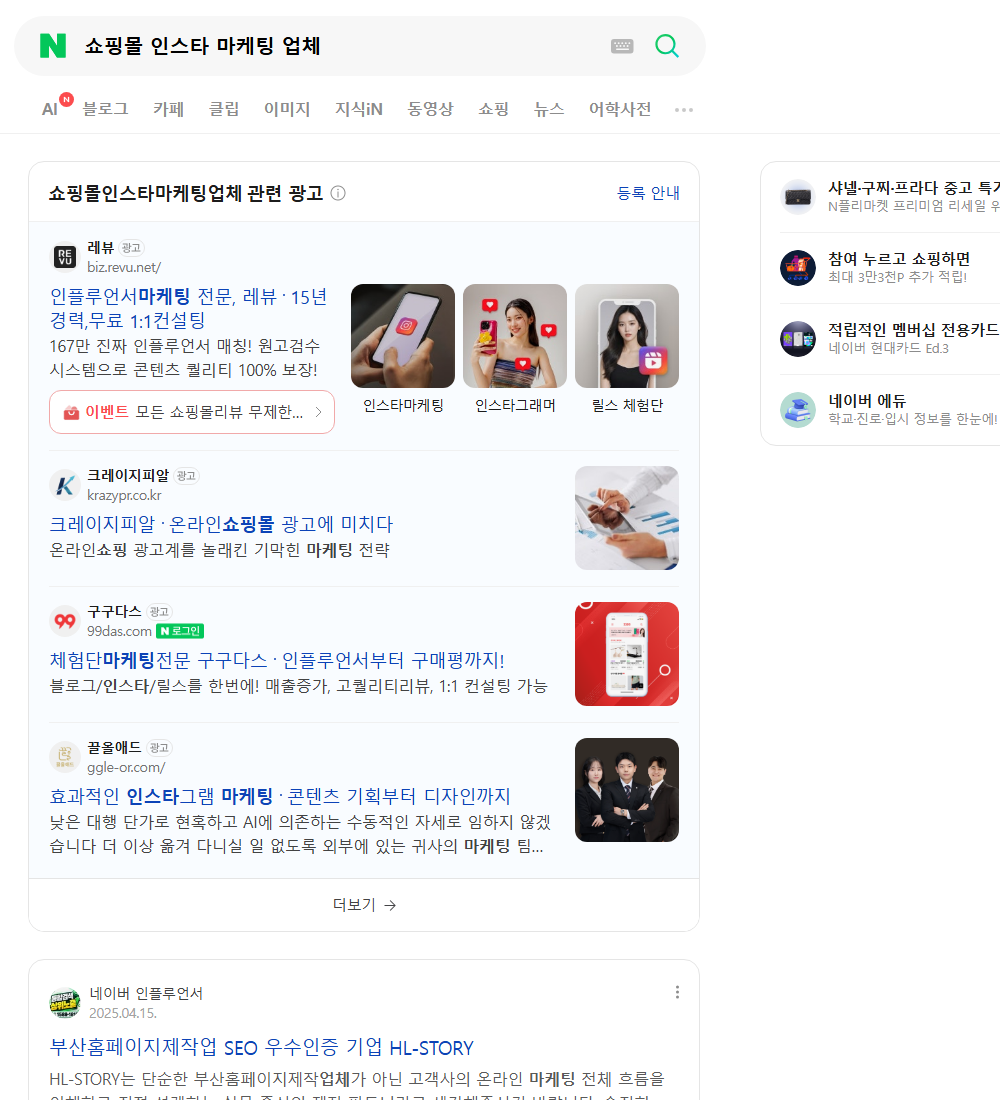 N 쇼핑몰 인스타 마케팅 업체
AI N 블로그 카페 클립 이미지 지식iN 동영상 쇼핑 뉴스 어학사전
쇼핑몰인스타마케팅업체 관련 광고
등록 안내
RE VU 레뷰 광고
biz.revu.net/
인플루언서마케팅 전문, 레뷰 · 15년
경력,무료 1:1컨설팅
167만 진짜 인플루언서 매칭! 원고검수
시스템으로 콘텐츠 퀄리티 100% 보장!
이벤트 모든 쇼핑몰리뷰 무제한...
인스타마케팅 인스타그래머 릴스 체험단
크레이지피알 광고
krazypr.co.kr
크레이지피알 · 온라인쇼핑몰 광고에 미치다
온라인쇼핑 광고계를 놀래킨 기막힌 마케팅 전략
99 구구다스 광고
99das.com N 로그인
체험단마케팅전문 구구다스 · 인플루언서부터 구매평까지!
블로그/인스타/릴스를 한번에! 매출증가, 고퀄리티리뷰, 1:1 컨설팅 가능
끌올애드 광고
ggle-or.com/
효과적인 인스타그램 마케팅 · 콘텐츠 기획부터 디자인까지
낮은 대행 단가로 현혹하고 AI에 의존하는 수동적인 자세로 임하지 않겠
습니다 더 이상 옮겨 다니실 일 없도록 외부에 있는 귀사의 마케팅 팀...
더보기 →
네이버 인플루언서
2025.04.15.
부산홈페이지제작업 SEO 우수인증 기업 HL-STORY
HL-STORY는 단순한 부산홈페이지제작업체가 아닌 고객사의 온라인 마케팅 전체 흐름을
샤넬·구찌·프라다 중고 특가
N플리마켓 프리미엄 리세일 위
참여 누르고 쇼핑하면
최대 3만3천P 추가 적립!
적립적인 멤버십 전용카드
네이버 현대카드 Ed.3
네이버 에듀
학교·진로·입시 정보를 한눈에!